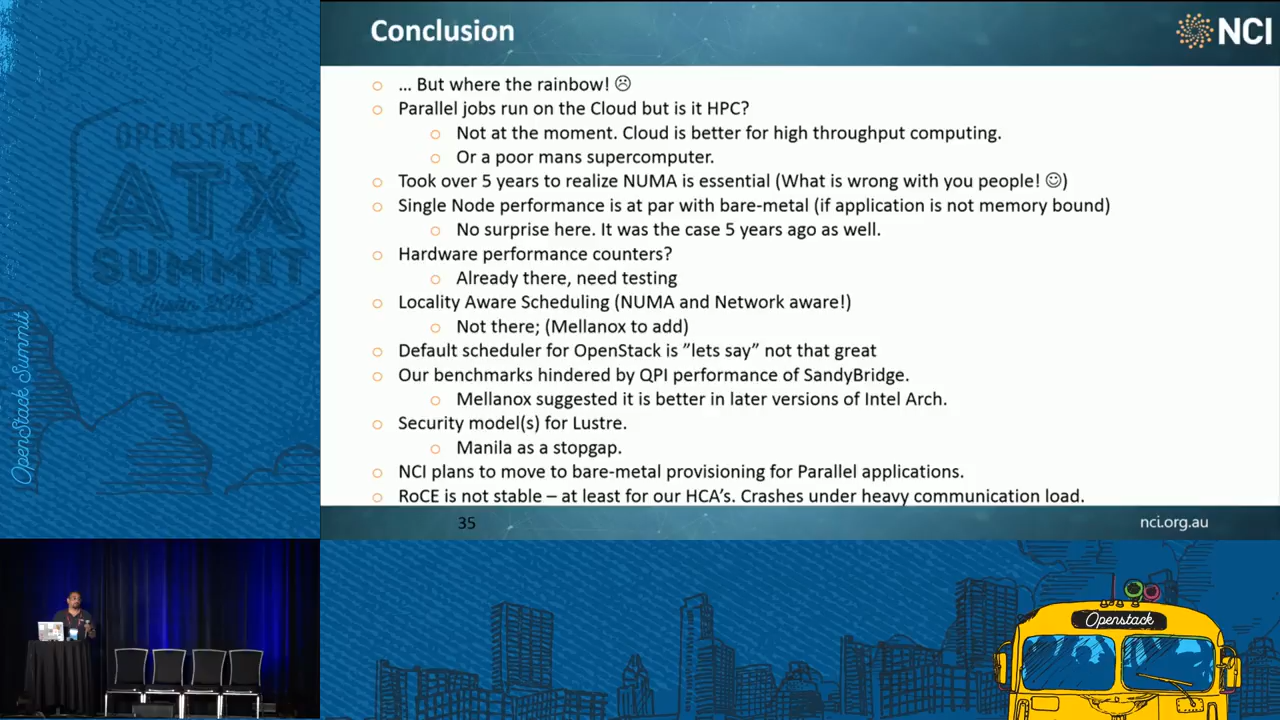 Conclusion
NCI
… But where the rainbow! ☹
Parallel jobs run on the Cloud but is it HPC?
Not at the moment. Cloud is better for high throughput computing.
Or a poor mans supercomputer.
Took over 5 years to realize NUMA is essential (What is wrong with you people! ☺)
Single Node performance is at par with bare-metal (if application is not memory bound)
No surprise here. It was the case 5 years ago as well.
Hardware performance counters?
Already there, need testing
Locality Aware Scheduling (NUMA and Network aware!)
Not there; (Mellanox to add)
Default scheduler for OpenStack is ”lets say” not that great
Our benchmarks hindered by QPI performance of SandyBridge.
Mellanox suggested it is better in later versions of Intel Arch.
Security model(s) for Lustre.
Manila as a stopgap.
NCI plans to move to bare-metal provisioning for Parallel applications.
RoCE is not stable – at least for our HCA’s. Crashes under heavy communication load.
35
nci.org.au
OPENSTACK
ATX
SUMMIT
OpenStack Summit
Openstack